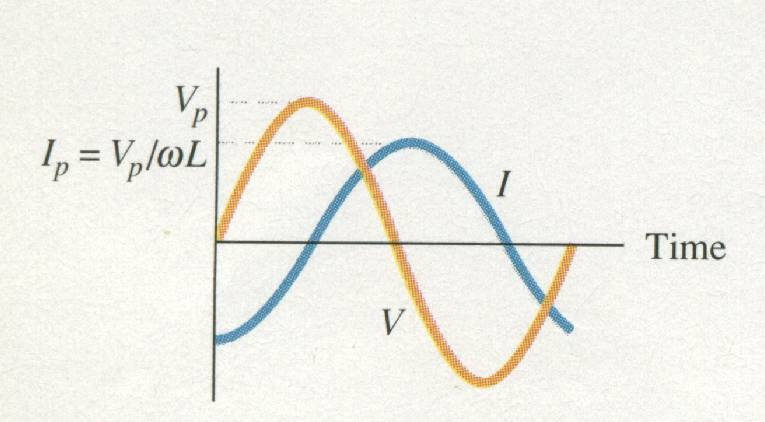 V_p
I_p = V_p/ωL
I
Time
V